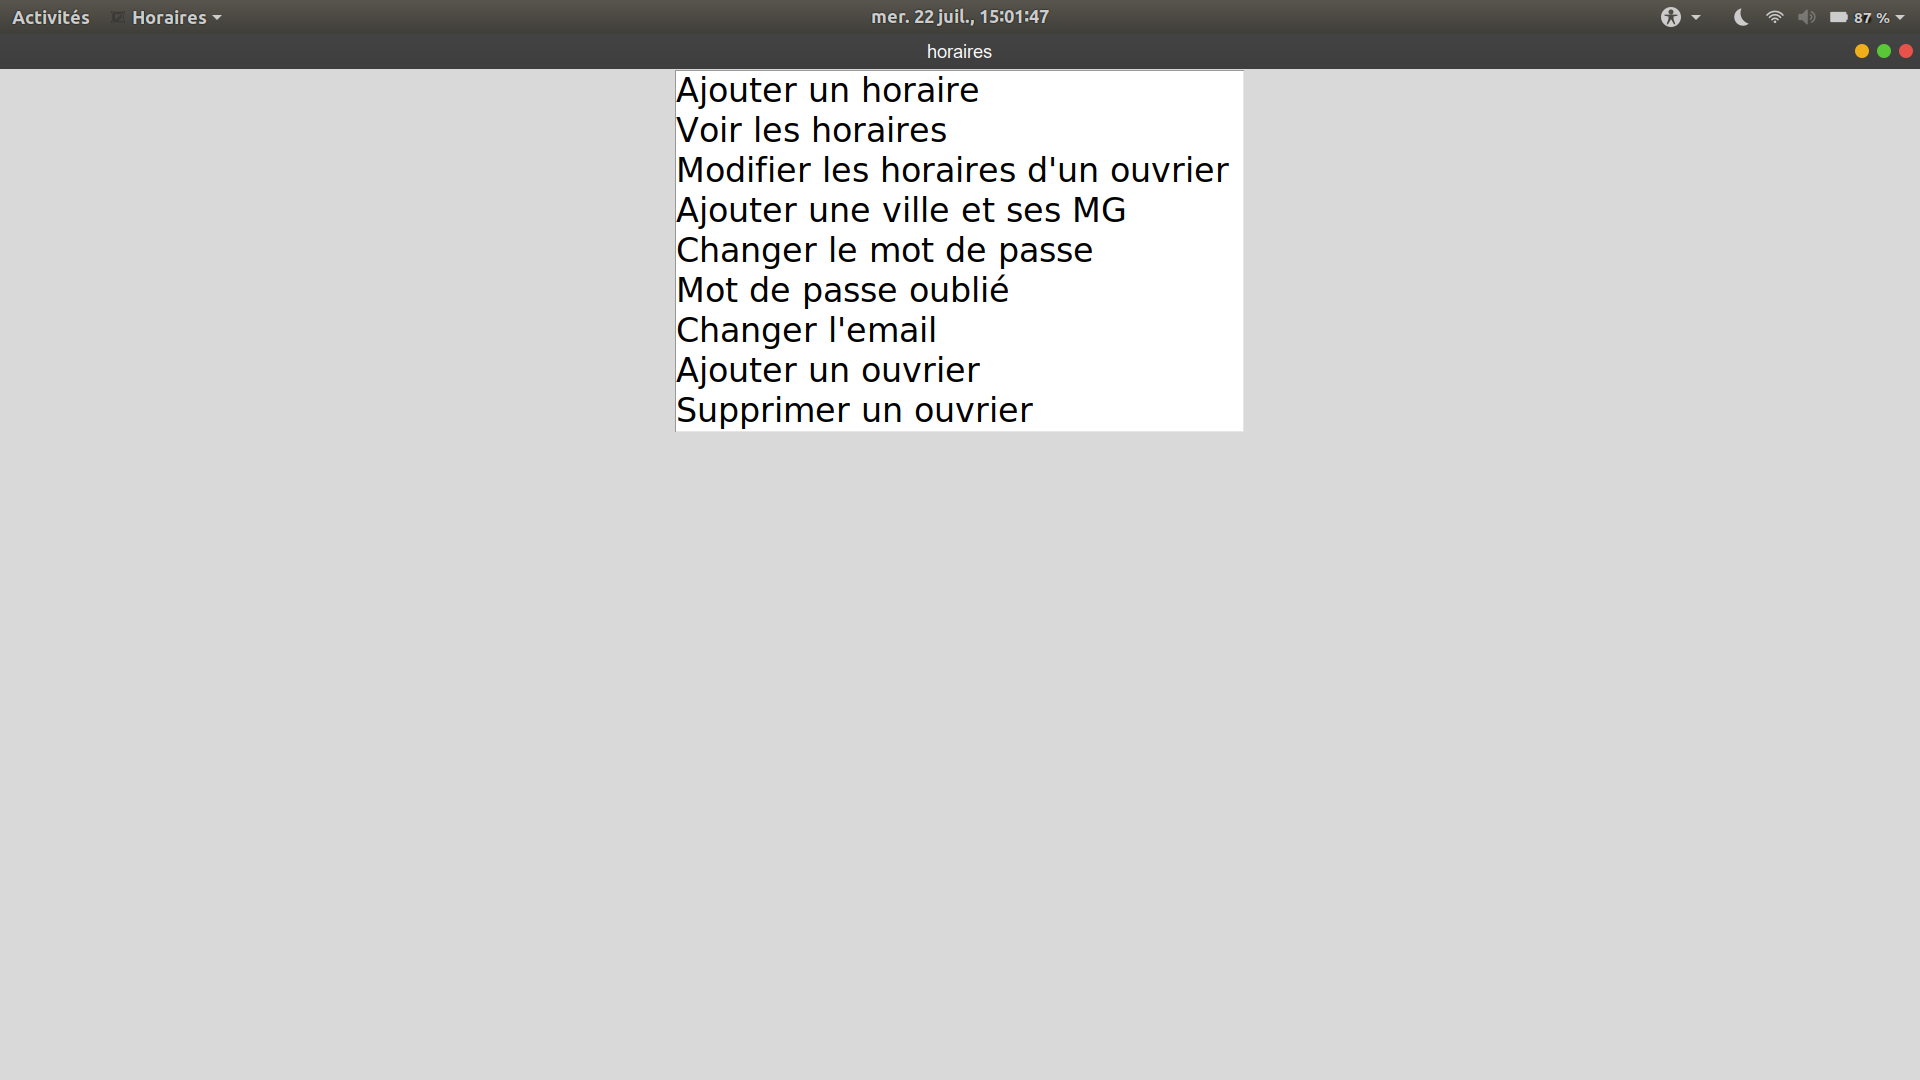 Activités Horaires mer. 22 juil., 15:01:47 87 %
horaires
Ajouter un horaire
Voir les horaires
Modifier les horaires d'un ouvrier
Ajouter une ville et ses MG
Changer le mot de passe
Mot de passe oublié
Changer l'email
Ajouter un ouvrier
Supprimer un ouvrier